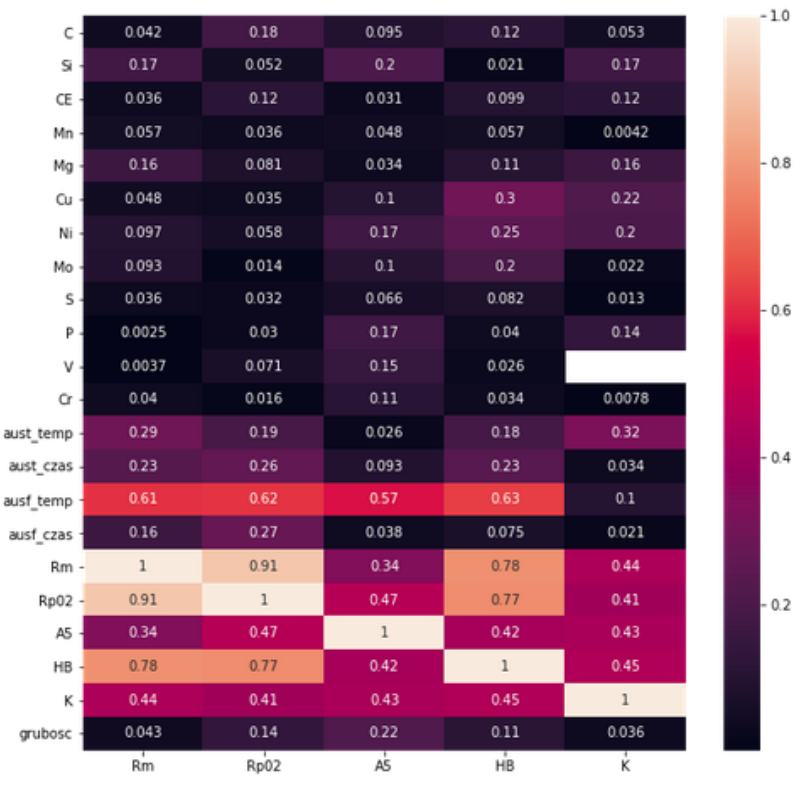 C 0.042 0.18 0.095 0.12 0.053
Si 0.17 0.052 0.2 0.021 0.17
CE 0.036 0.12 0.031 0.099 0.12
Mn 0.057 0.036 0.048 0.057 0.0042
Mg 0.16 0.081 0.034 0.11 0.16
Cu 0.048 0.035 0.1 0.3 0.22
Ni 0.097 0.058 0.17 0.25 0.2
Mo 0.093 0.014 0.1 0.2 0.022
S 0.036 0.032 0.066 0.082 0.013
P 0.0025 0.03 0.17 0.04 0.14
V 0.0037 0.071 0.15 0.026
Cr 0.04 0.016 0.11 0.034 0.0078
aust_temp 0.29 0.19 0.026 0.18 0.32
aust_czas 0.23 0.26 0.093 0.23 0.034
ausf_temp 0.61 0.62 0.57 0.63 0.1
ausf_czas 0.16 0.27 0.038 0.075 0.021
Rm 1 0.91 0.34 0.78 0.44
Rp02 0.91 1 0.47 0.77 0.41
A5 0.34 0.47 1 0.42 0.43
HB 0.78 0.77 0.42 1 0.45
K 0.44 0.41 0.43 0.45 1
grubosc 0.043 0.14 0.22 0.11 0.036
Rm Rp02 A5 HB K
1.0
0.8
0.6
0.4
0.2